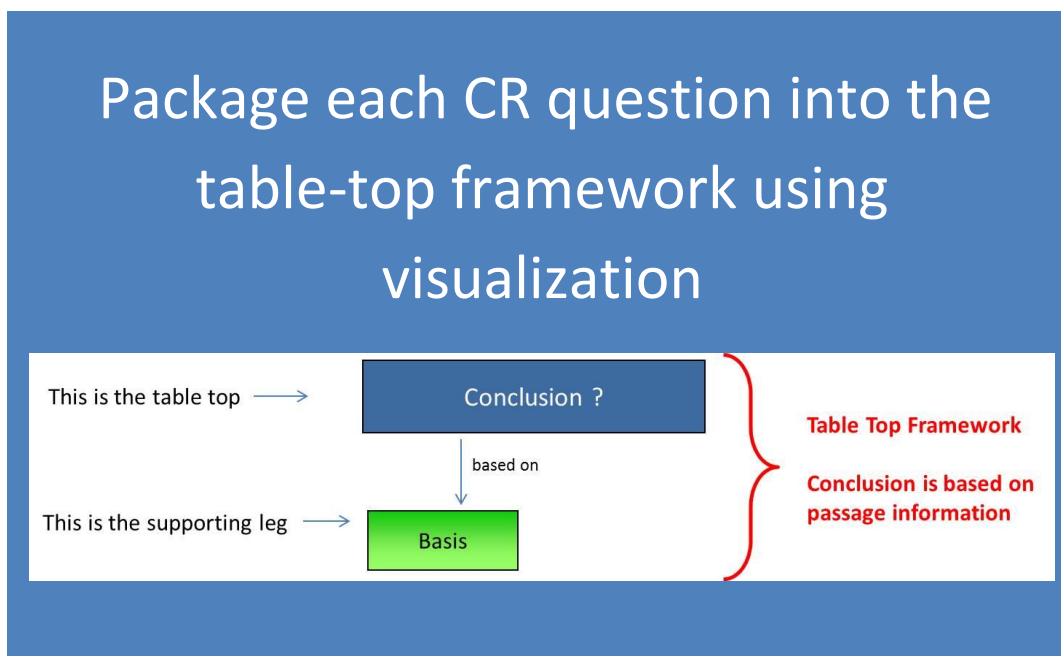 Package each CR question into the
table-top framework using
visualization
This is the table top
Conclusion ?
Table Top Framework
based on
Conclusion is based on
passage information
This is the supporting leg
Basis